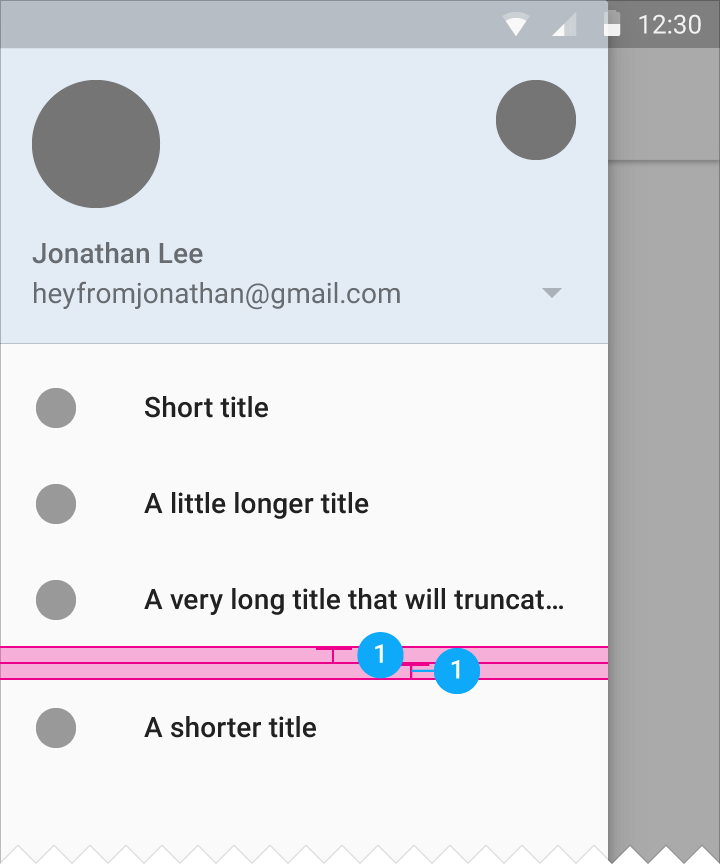 12:30
Jonathan Lee
heyfromjonathan@gmail.com
Short title
A little longer title
A very long title that will truncat…
1
1
A shorter title